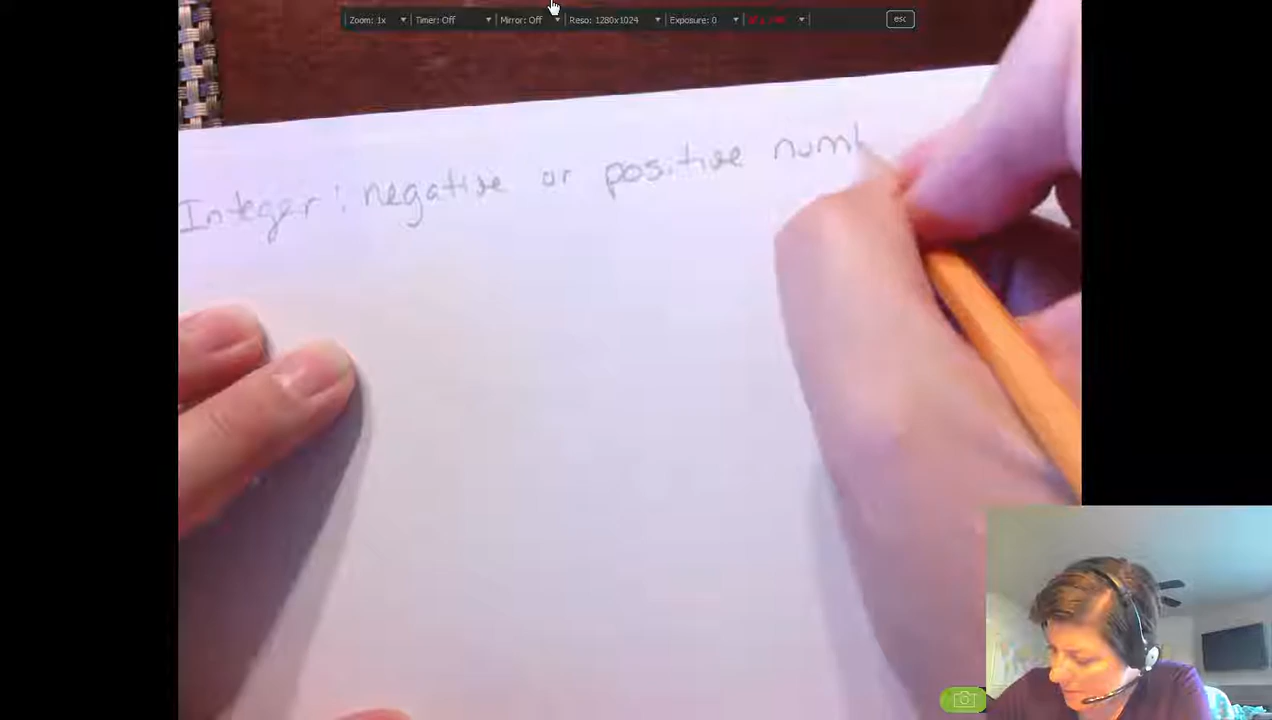 Zoom: 1x Timer: Off Mirror: Off Reso: 1280x1024 Exposure: 0 esc
Integer: negative or positive numb